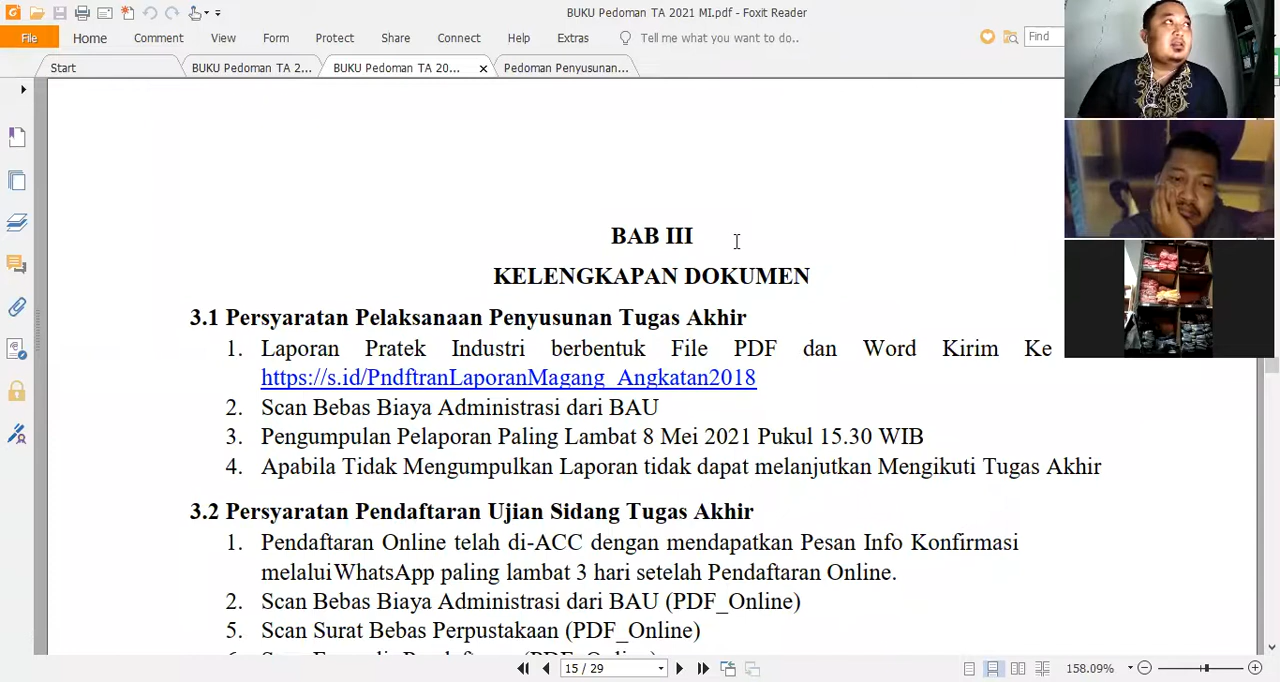 BUKU Pedoman TA 2021 MI.pdf - Foxit Reader
File Home Comment View Form Protect Share Connect Help Extras Tell me what you want to do.. Find
Start BUKU Pedoman TA 2... BUKU Pedoman TA 20... Pedoman Penyusunan...
BAB III
KELENGKAPAN DOKUMEN
3.1 Persyaratan Pelaksanaan Penyusunan Tugas Akhir
1. Laporan Pratek Industri berbentuk File PDF dan Word Kirim Ke
https://s.id/PndftranLaporanMagang_Angkatan2018
2. Scan Bebas Biaya Administrasi dari BAU
3. Pengumpulan Pelaporan Paling Lambat 8 Mei 2021 Pukul 15.30 WIB
4. Apabila Tidak Mengumpulkan Laporan tidak dapat melanjutkan Mengikuti Tugas Akhir
3.2 Persyaratan Pendaftaran Ujian Sidang Tugas Akhir
1. Pendaftaran Online telah di-ACC dengan mendapatkan Pesan Info Konfirmasi
melalui WhatsApp paling lambat 3 hari setelah Pendaftaran Online.
2. Scan Bebas Biaya Administrasi dari BAU (PDF_Online)
5. Scan Surat Bebas Perpustakaan (PDF_Online)
15 / 29 158.09%